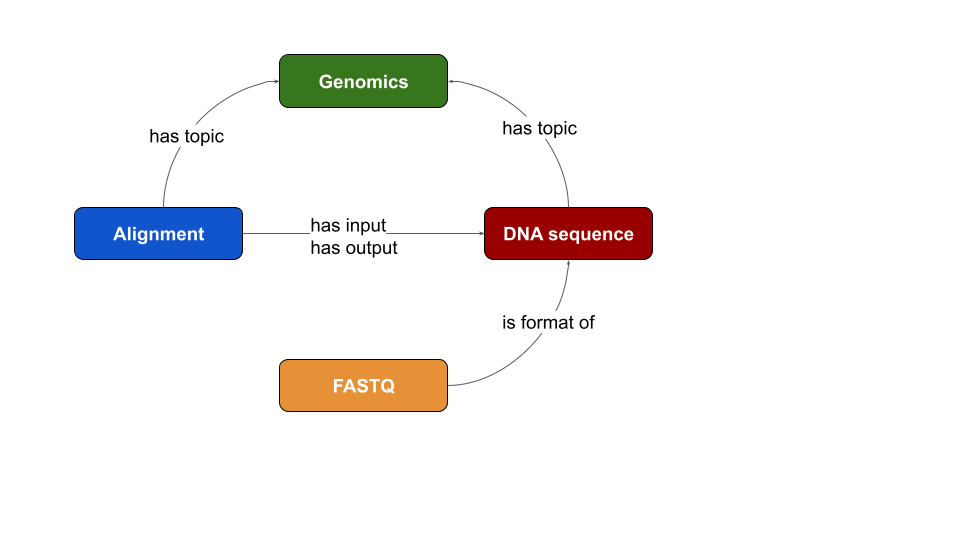 Genomics
has topic
has topic
Alignment
has input
has output
DNA sequence
is format of
FASTQ